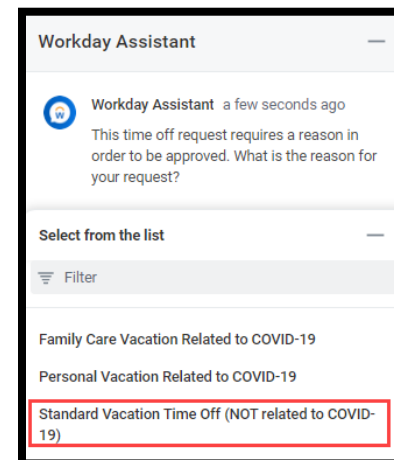 Workday Assistant
Workday Assistant a few seconds ago
This time off request requires a reason in
order to be approved. What is the reason for
your request?
Select from the list
Filter
Family Care Vacation Related to COVID-19
Personal Vacation Related to COVID-19
Standard Vacation Time Off (NOT related to COVID-
19)